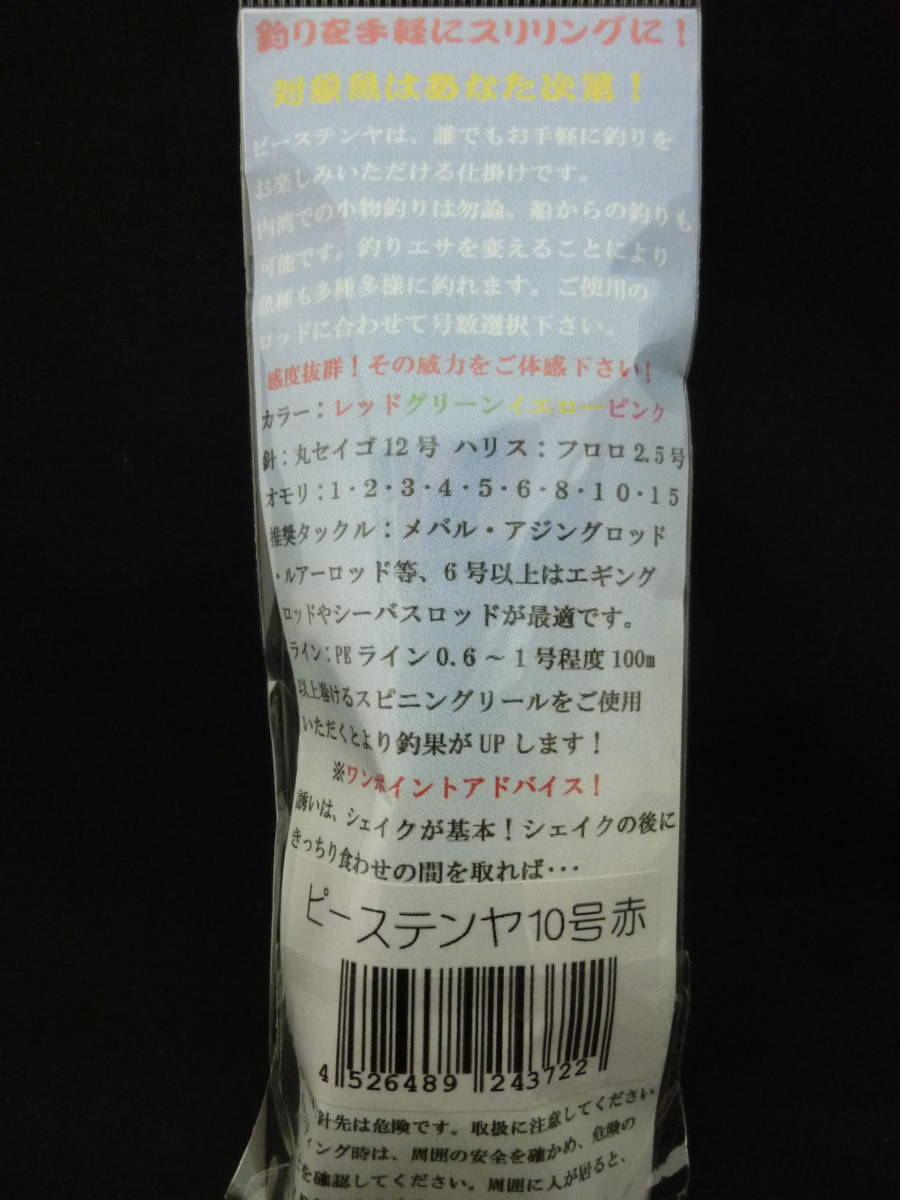 釣りを手軽にスリリングに！
対象魚はあなた次第！
ピーステンヤは、誰でもお手軽に釣りを
お楽しみいただける仕掛けです。
内湾での小物釣りは勿論。船からの釣りも
可能です。釣りエサを変えることにより
魚種も多種多様に釣れます。ご使用の
ロッドに合わせて号数選択下さい。
感度抜群！その威力をご体感下さい！
カラー：レッドグリーンイエローピンク
針：丸セイゴ12号 ハリス：フロロ2.5号
オモリ：1・2・3・4・5・6・8・10・15
推奨タックル：メバル・アジングロッド
・ルアーロッド等、6号以上はエギング
ロッドやシーバスロッドが最適です。
ライン：PEライン0.6～1号程度100m
以上巻けるスピニングリールをご使用
いただくとより釣果がUPします！
※ワンポイントアドバイス！
誘いは、シェイクが基本！シェイクの後に
きっちり食わせの間を取れば・・・
ピーステンヤ10号赤
4 526489 243722
針先は危険です。取扱に注意してください
ィング時は、周囲の安全を確かめ、危険の
を確認してください。周囲に人が居ると、